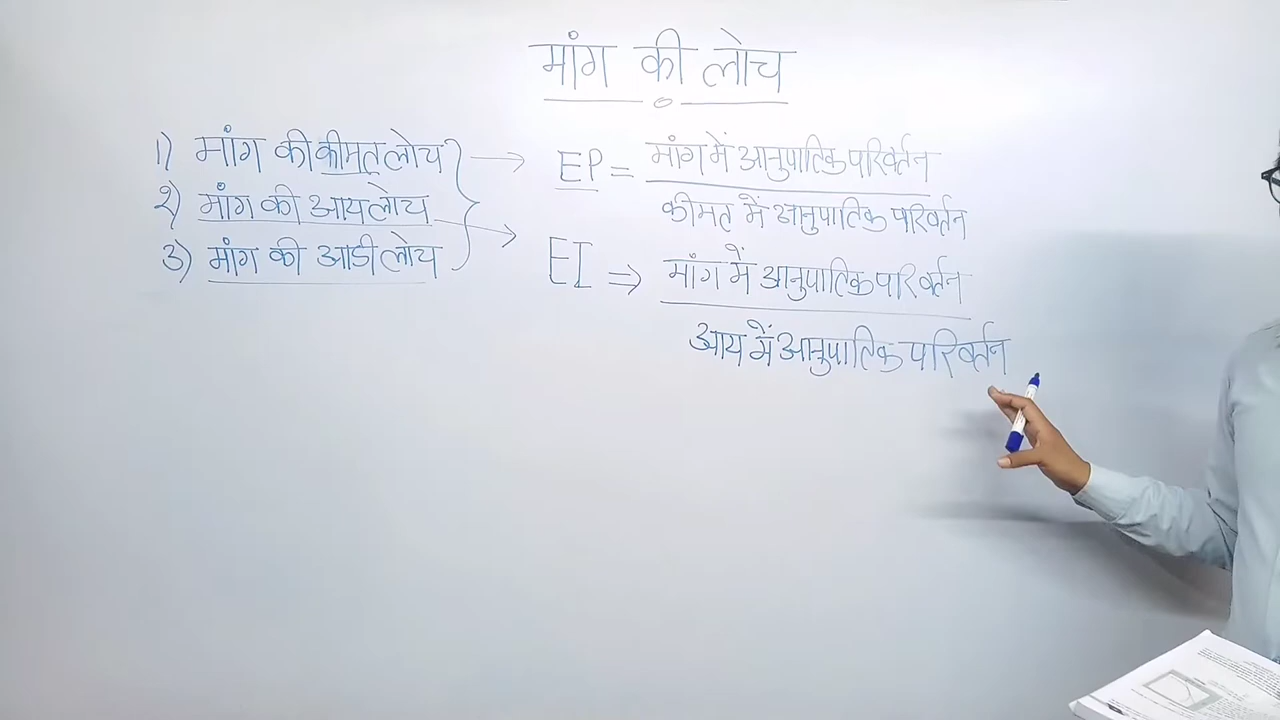 मांग की लोच
1) मांग की कीमत लोच
२) मांग की आय लोच
३) मांग की आडी लोच
EP = मांग में आनुपातिक परिवर्तन
कीमत में आनुपातिक परिवर्तन
EI ⇒ मांग में आनुपातिक परिवर्तन
आय में आनुपातिक परिवर्तन